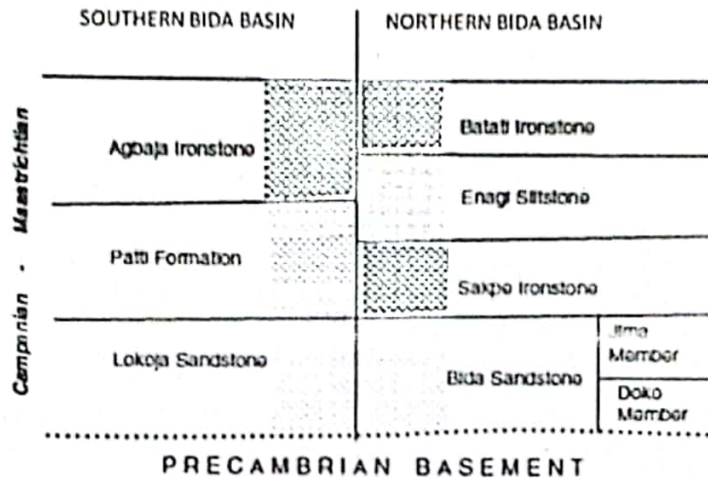 SOUTHERN BIDA BASIN
NORTHERN BIDA BASIN
Campanian - Maastrichtian
Agbaja Ironstone
Batati Ironstone
Enagi Siltstone
Patti Formation
Sakpe Ironstone
Lokoja Sandstone
Bida Sandstone
Jima
Member
Doko
Member
PRECAMBRIAN BASEMENT